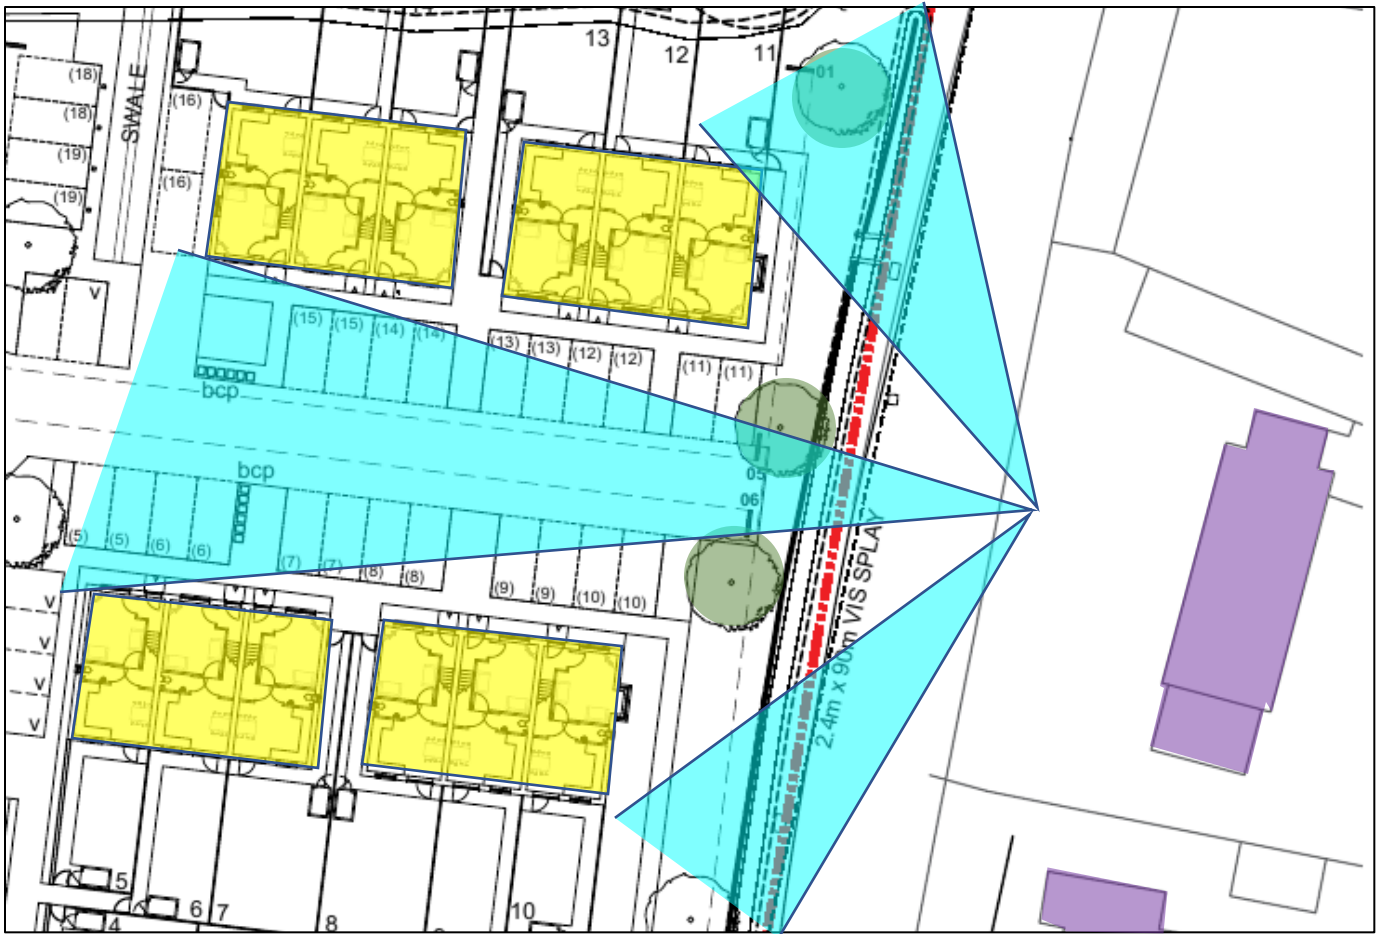 13
12
11
01
(18)
(18)
(19)
(19)
SWALE
(16)
(16)
V
(15) (15) (14) (14)
(13) (13) (12) (12)
(11) (11)
bcp
bcp
05
06
(5) (5) (6) (6)
(7) (7) (8) (8)
(9) (9) (10) (10)
V
V
V
V
2.4m x 90m VIS SPLAY
5
4
6
7
8
10